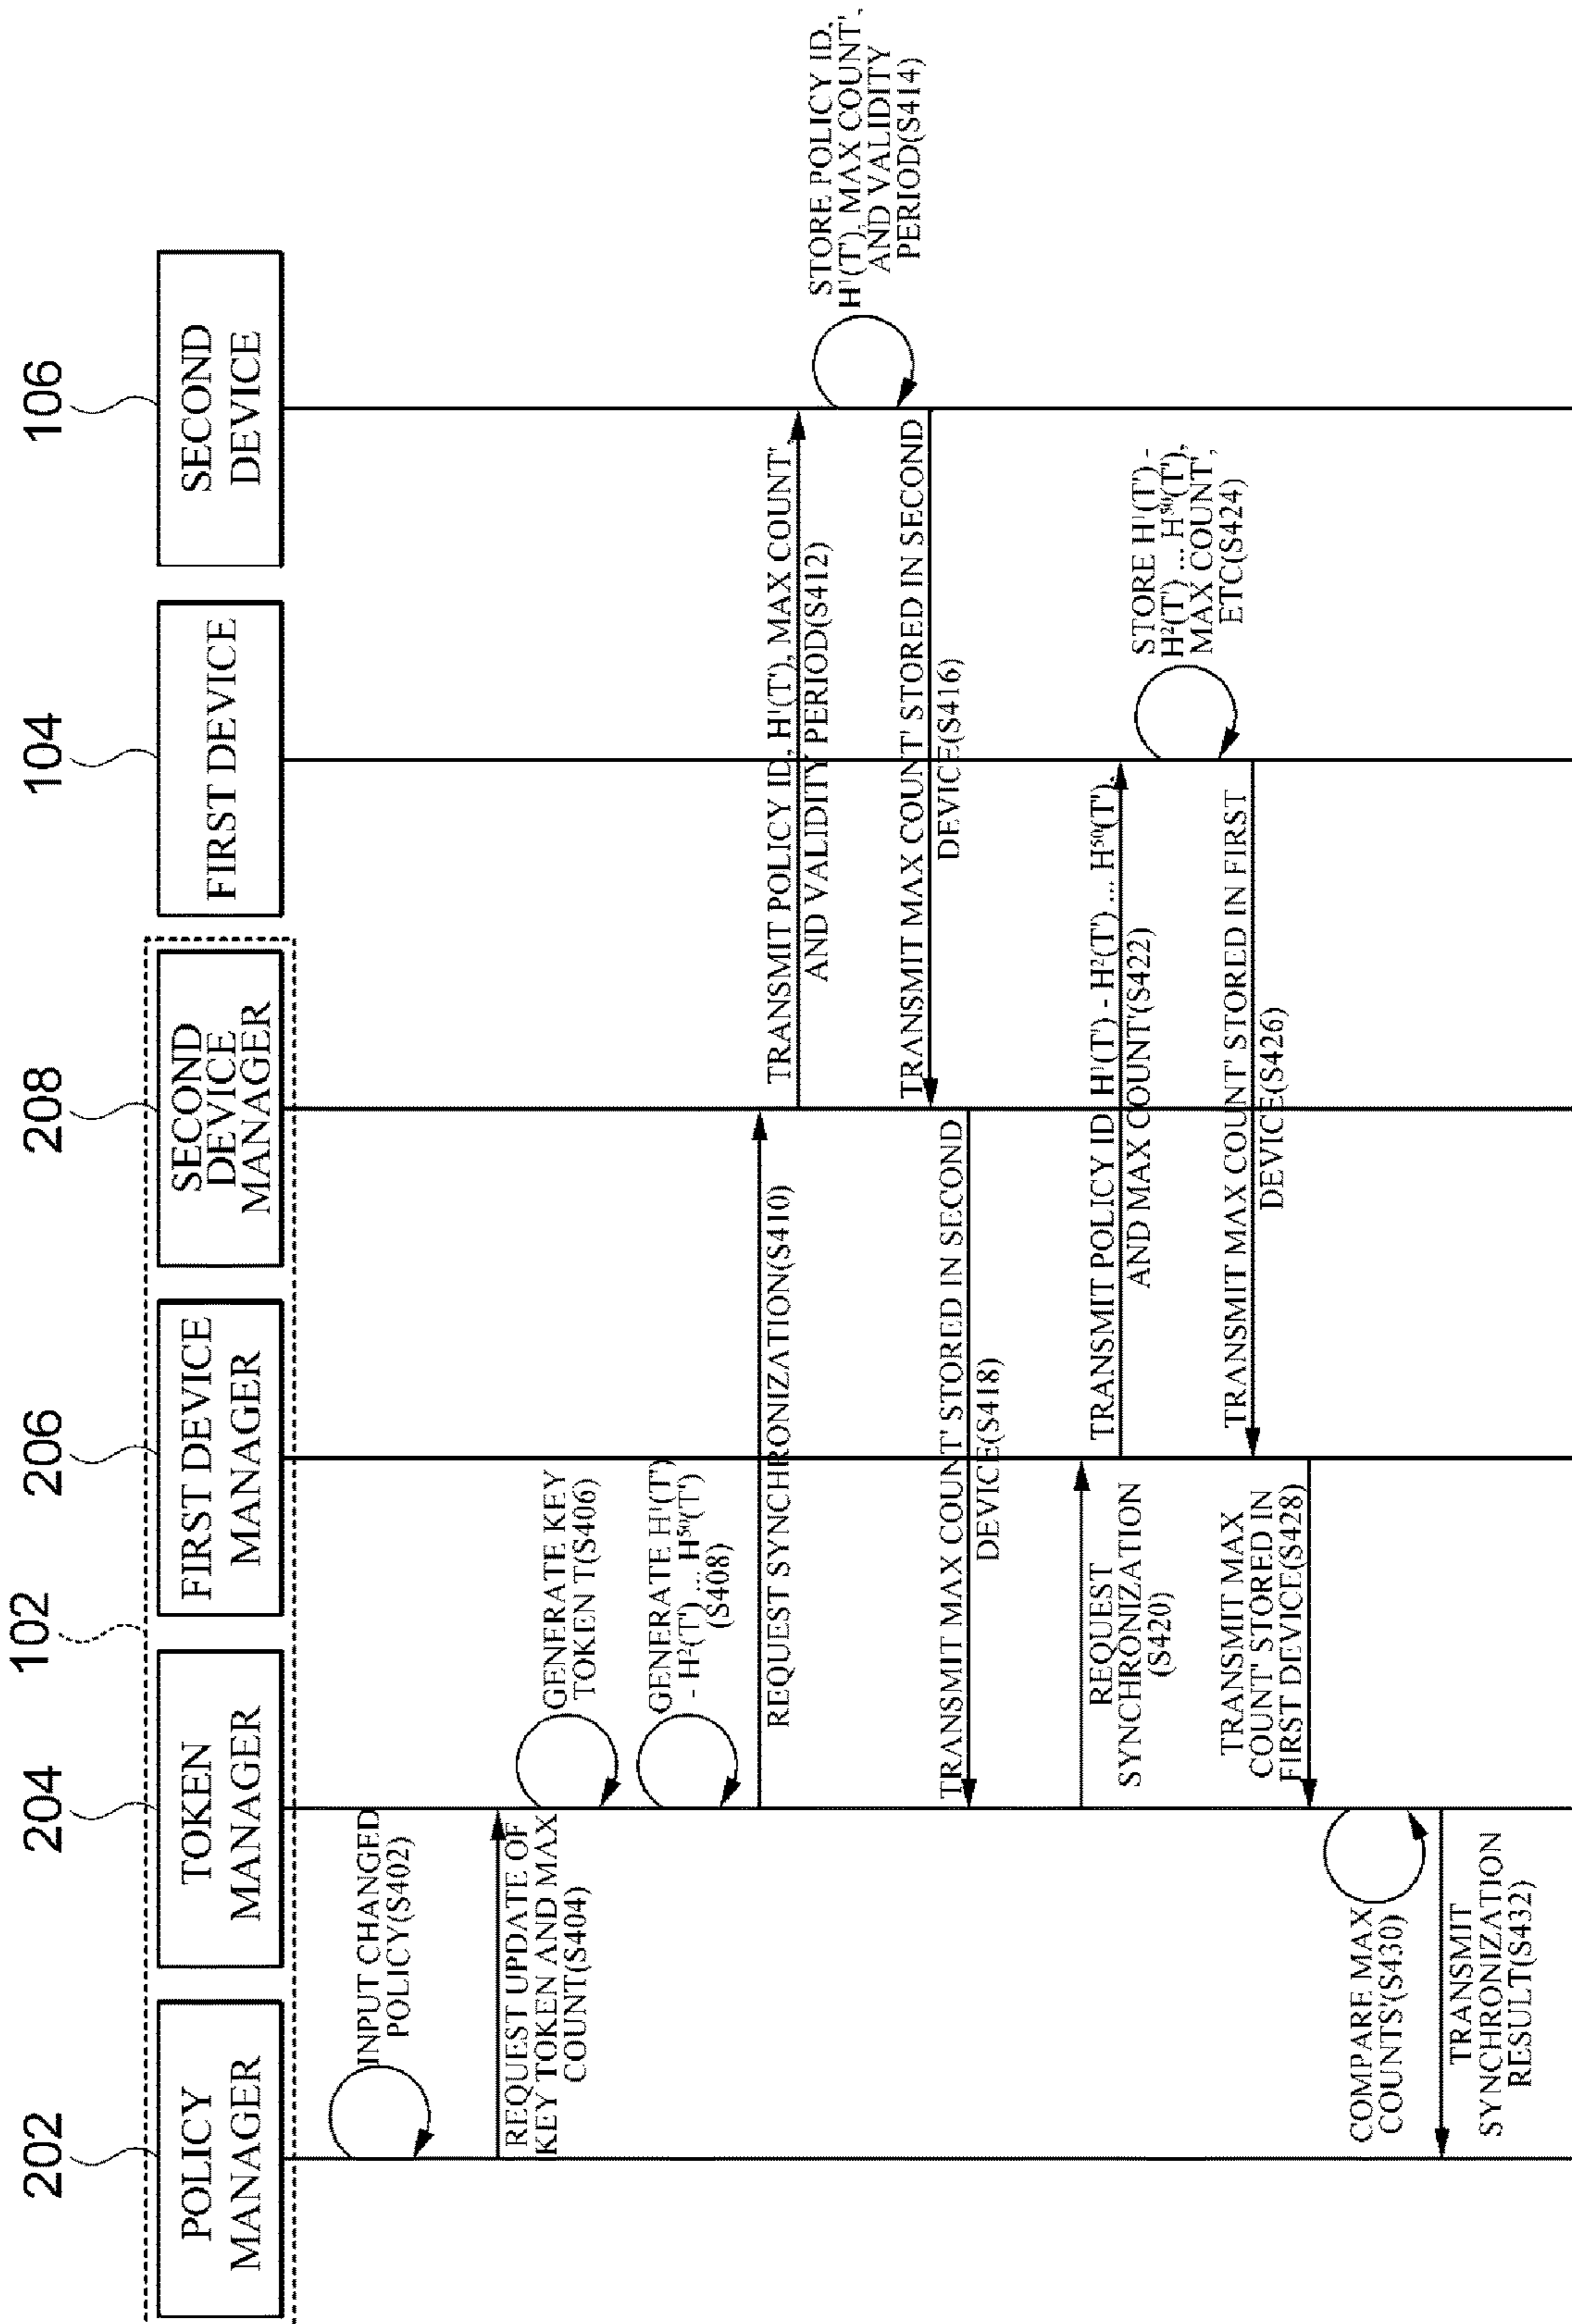 102
202
POLICY
MANAGER
204
TOKEN
MANAGER
206
FIRST DEVICE
MANAGER
208
SECOND
DEVICE
MANAGER
104
FIRST DEVICE
106
SECOND
DEVICE
INPUT CHANGED
POLICY(S402)
REQUEST UPDATE OF
KEY TOKEN AND MAX
COUNT(S404)
GENERATE KEY
TOKEN T(S406)
GENERATE H¹(T')
- H²(T') ... H⁵⁰(T')
(S408)
REQUEST SYNCHRONIZATION(S410)
TRANSMIT POLICY ID, H¹(T'), MAX COUNT',
AND VALIDITY PERIOD(S412)
STORE POLICY ID,
H¹(T'), MAX COUNT',
AND VALIDITY
PERIOD(S414)
TRANSMIT MAX COUNT' STORED IN SECOND
DEVICE(S416)
TRANSMIT MAX COUNT' STORED IN SECOND
DEVICE(S418)
REQUEST
SYNCHRONIZATION
(S420)
TRANSMIT POLICY ID H¹(T') - H²(T') ... H⁵⁰(T'),
AND MAX COUNT'(S422)
STORE H¹(T') -
H²(T') ... H⁵⁰(T'),
MAX COUNT',
ETC(S424)
TRANSMIT MAX COUNT' STORED IN FIRST
DEVICE(S426)
TRANSMIT MAX
COUNT' STORED IN
FIRST DEVICE(S428)
COMPARE MAX
COUNTS'(S430)
TRANSMIT
SYNCHRONIZATION
RESULT(S432)